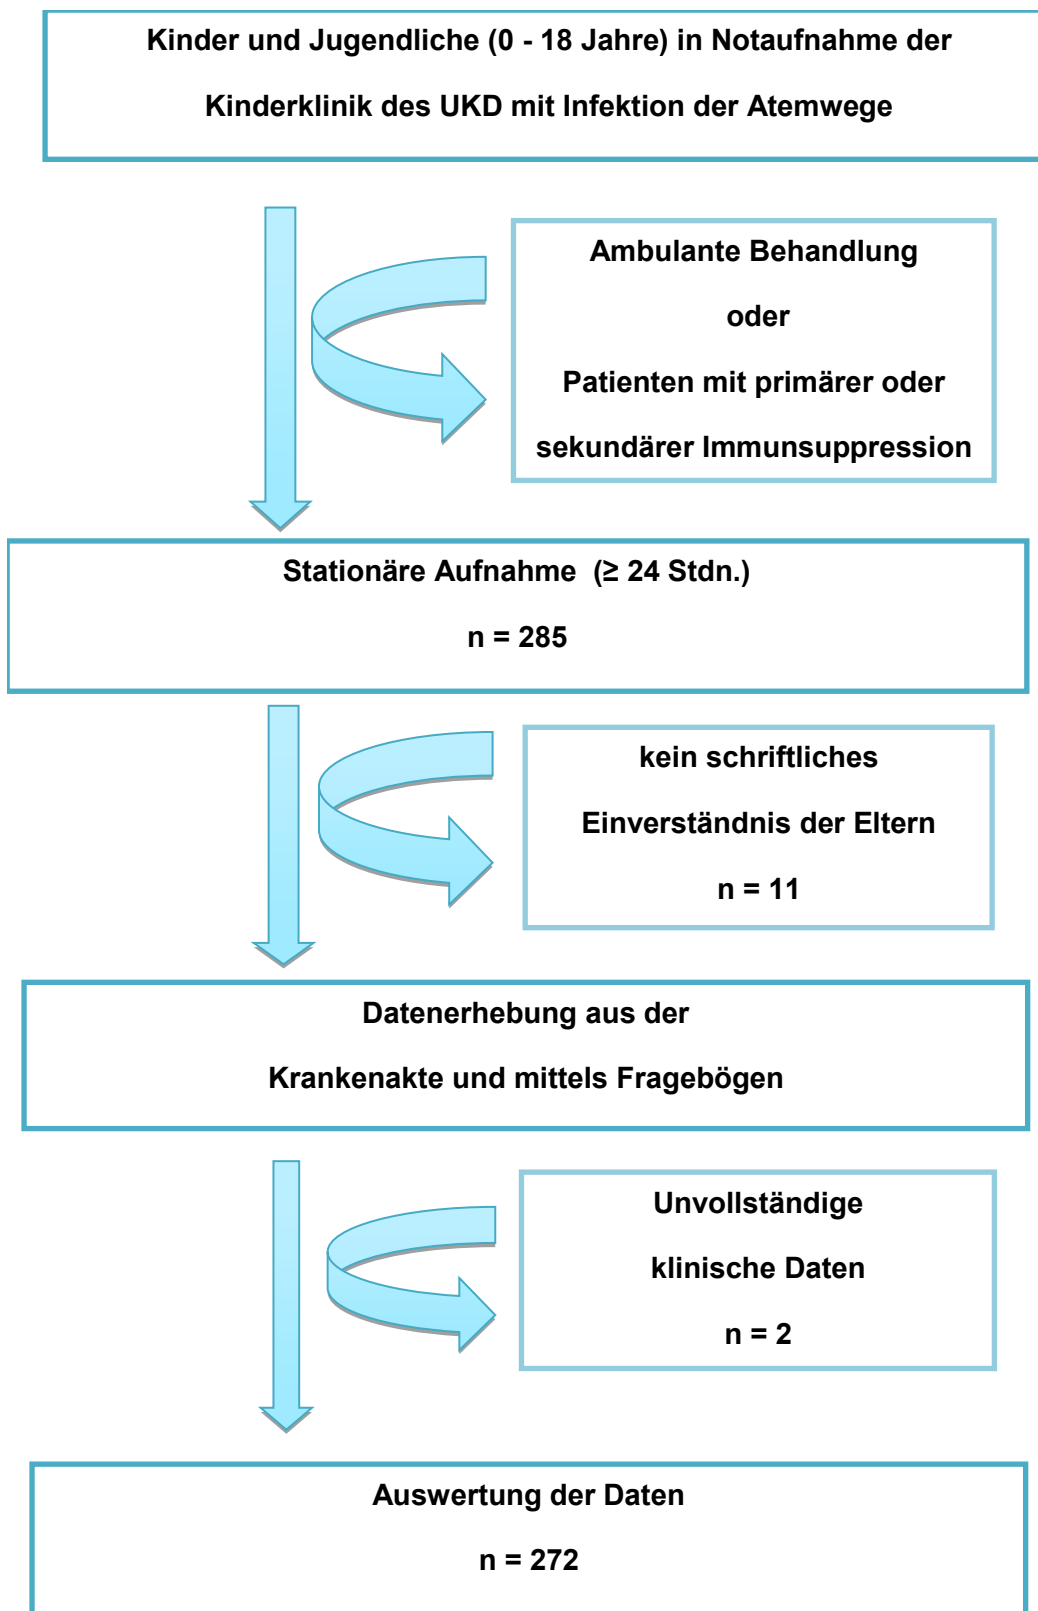 Kinder und Jugendliche (0 - 18 Jahre) in Notaufnahme der
Kinderklinik des UKD mit Infektion der Atemwege
Ambulante Behandlung
oder
Patienten mit primärer oder
sekundärer Immunsuppression
Stationäre Aufnahme (≥ 24 Stdn.)
n = 285
kein schriftliches
Einverständnis der Eltern
n = 11
Datenerhebung aus der
Krankenakte und mittels Fragebögen
Unvollständige
klinische Daten
n = 2
Auswertung der Daten
n = 272